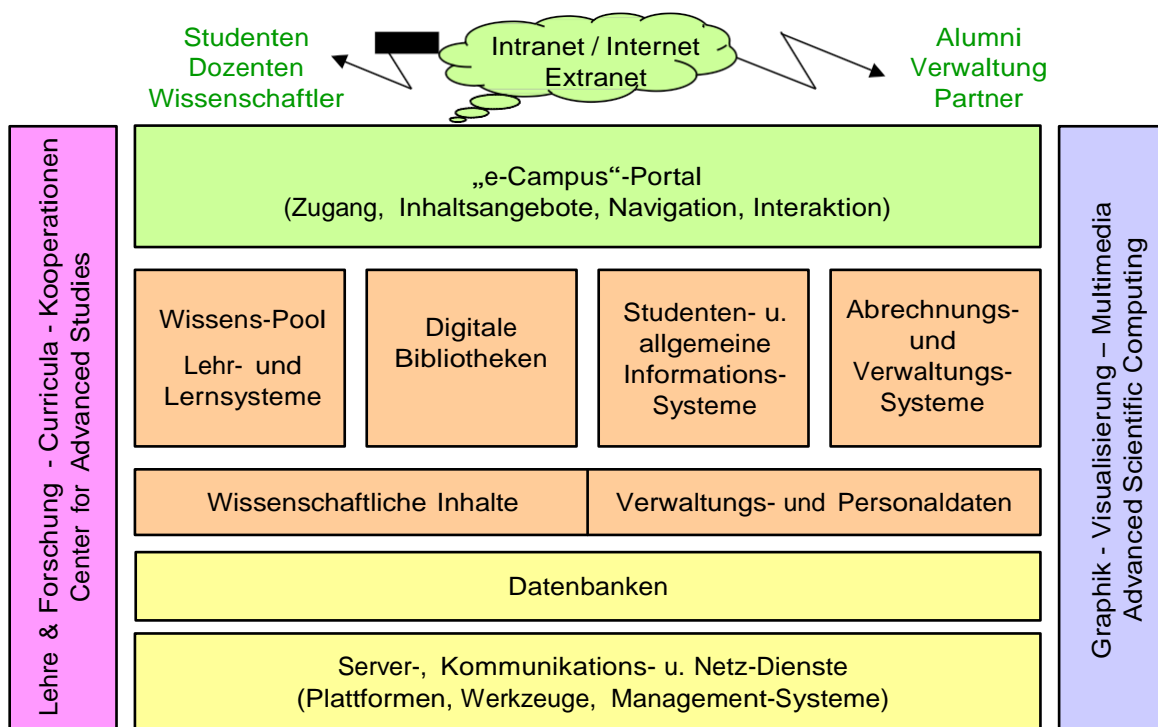 Studenten
Dozenten
Wissenschaftler
Intranet / Internet
Extranet
Alumni
Verwaltung
Partner
Lehre & Forschung - Curricula - Kooperationen
Center for Advanced Studies
„e-Campus“-Portal
(Zugang, Inhaltsangebote, Navigation, Interaktion)
Wissens-Pool
Lehr- und
Lernsysteme
Digitale
Bibliotheken
Studenten- u.
allgemeine
Informations-
Systeme
Abrechnungs-
und
Verwaltungs-
Systeme
Wissenschaftliche Inhalte
Verwaltungs- und Personaldaten
Datenbanken
Server-, Kommunikations- u. Netz-Dienste
(Plattformen, Werkzeuge, Management-Systeme)
Graphik - Visualisierung – Multimedia
Advanced Scientific Computing